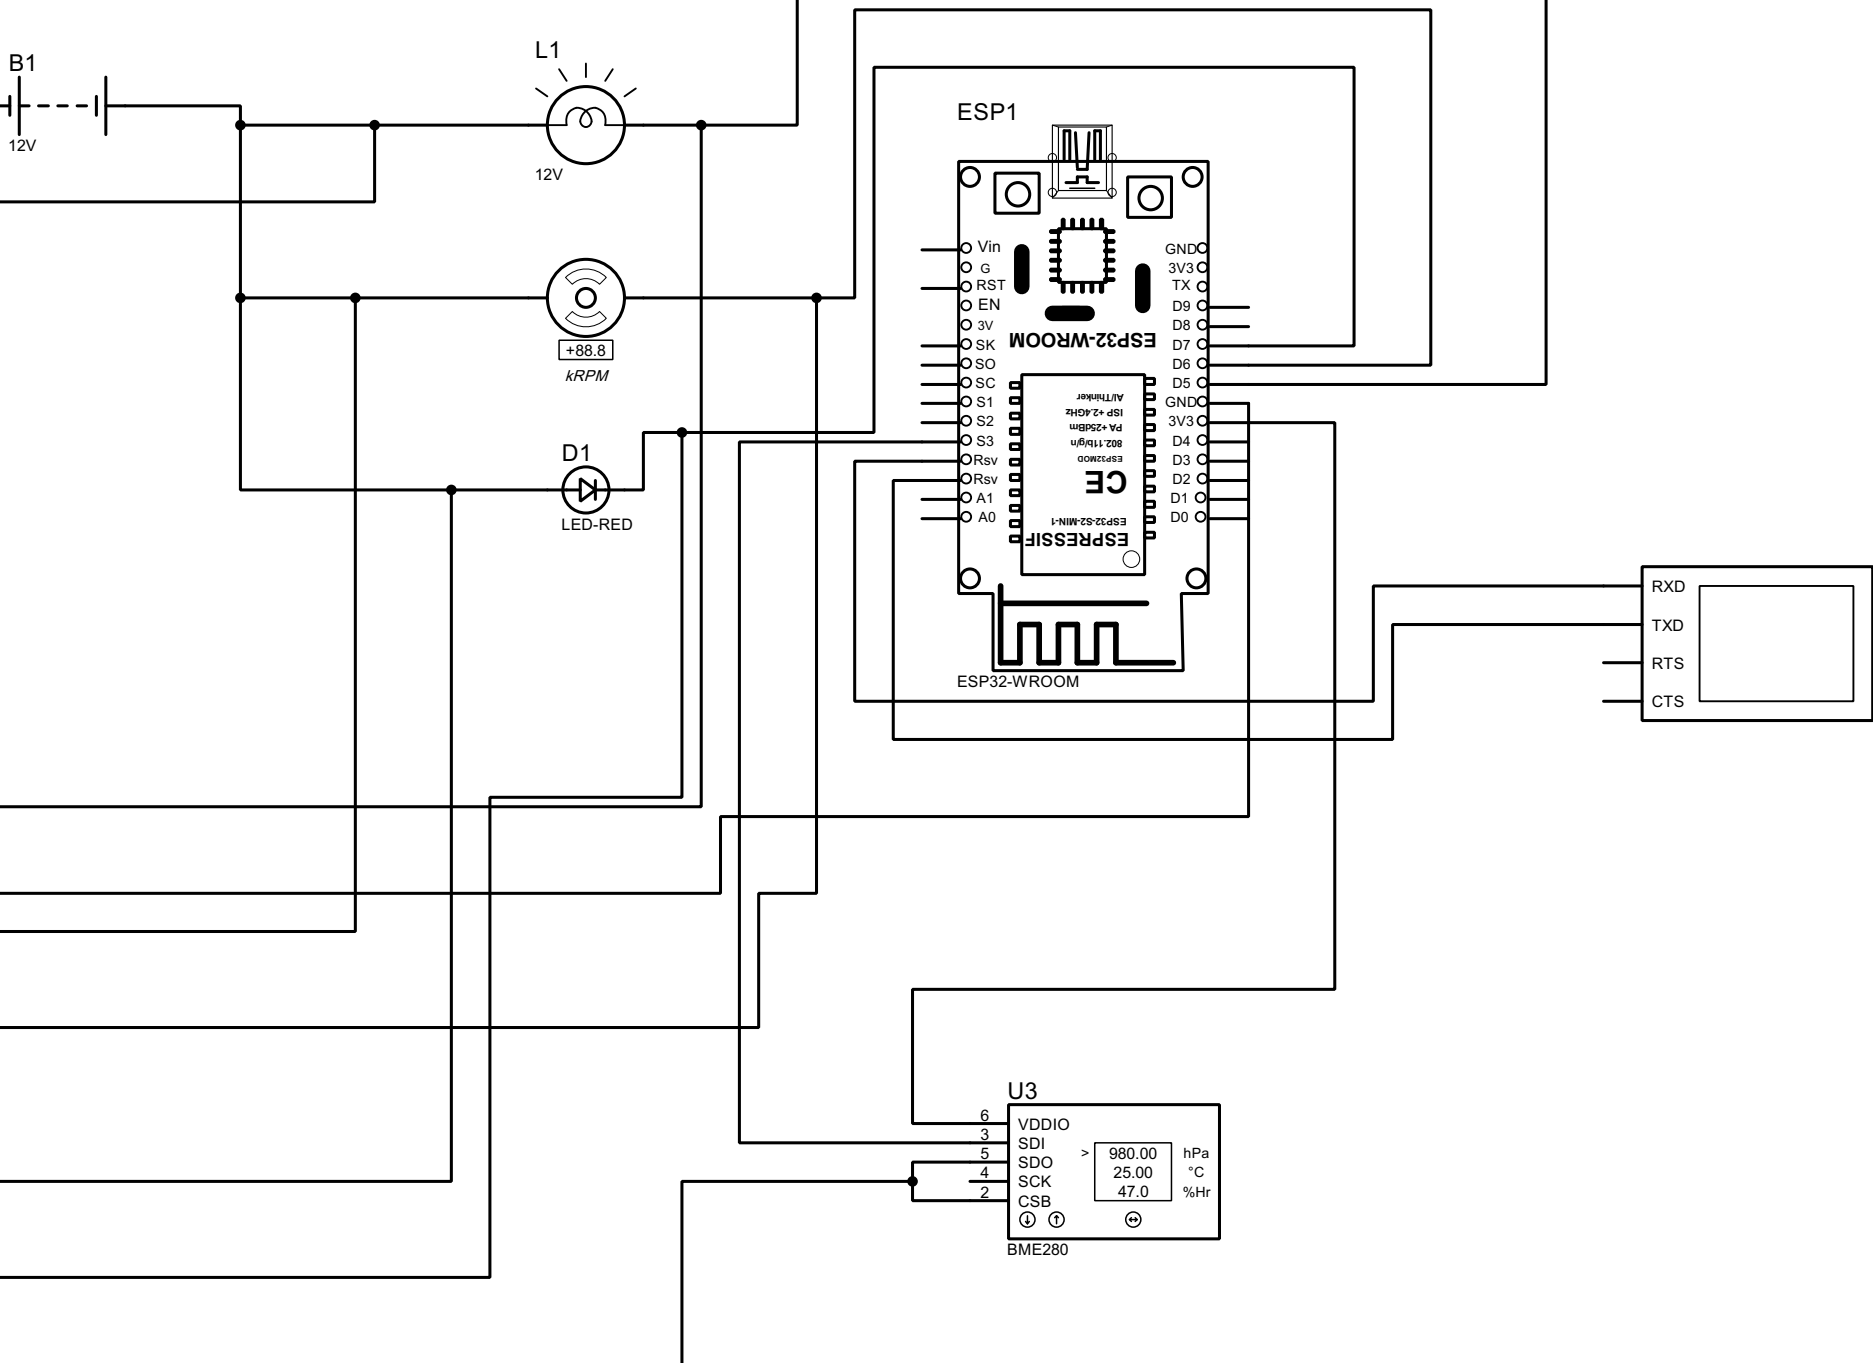 B1
12V
L1
12V
+88.8
kRPM
D1
LED-RED
ESP1
Vin
G
RST
EN
3V
SK
SO
SC
S1
S2
S3
Rsv
Rsv
A1
A0
GND
3V3
TX
D9
D8
D7
D6
D5
GND
3V3
D4
D3
D2
D1
D0
ESP32-WROOM
AI/Thinker
ISP +2.4GHz
PA +25dBm
802.11b/g/n
ESP32MOD
CE
ESP32-S2-MIN-1
ESPRESSIF
ESP32-WROOM
RXD
TXD
RTS
CTS
U3
6 VDDIO
3 SDI
5 SDO
4 SCK
2 CSB
> 980.00 hPa
25.00 °C
47.0 %Hr
BME280